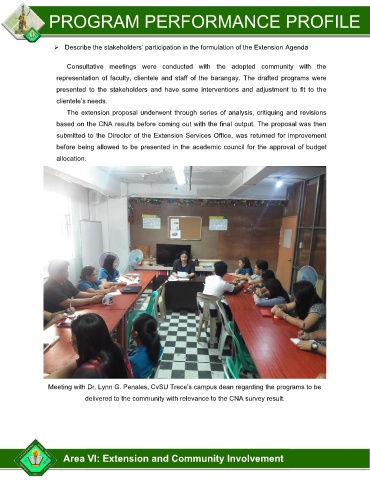 PROGRAM PERFORMANCE PROFILE
➢ Describe the stakeholders' participation in the formulation of the Extension Agenda
Consultative meetings were conducted with the adopted community with the
representation of faculty, clientele and staff of the barangay. The drafted programs were
presented to the stakeholders and have some interventions and adjustment to fit to the
clientele's needs.
The extension proposal underwent through series of analysis, critiquing and revisions
based on the CNA results before coming out with the final output. The proposal was then
submitted to the Director of the Extension Services Office, was returned for improvement
before being allowed to be presented in the academic council for the approval of budget
allocation.
Meeting with Dr. Lynn G. Penales, CvSU Trece's campus dean regarding the programs to be
delivered to the community with relevance to the CNA survey result.
Area VI: Extension and Community Involvement